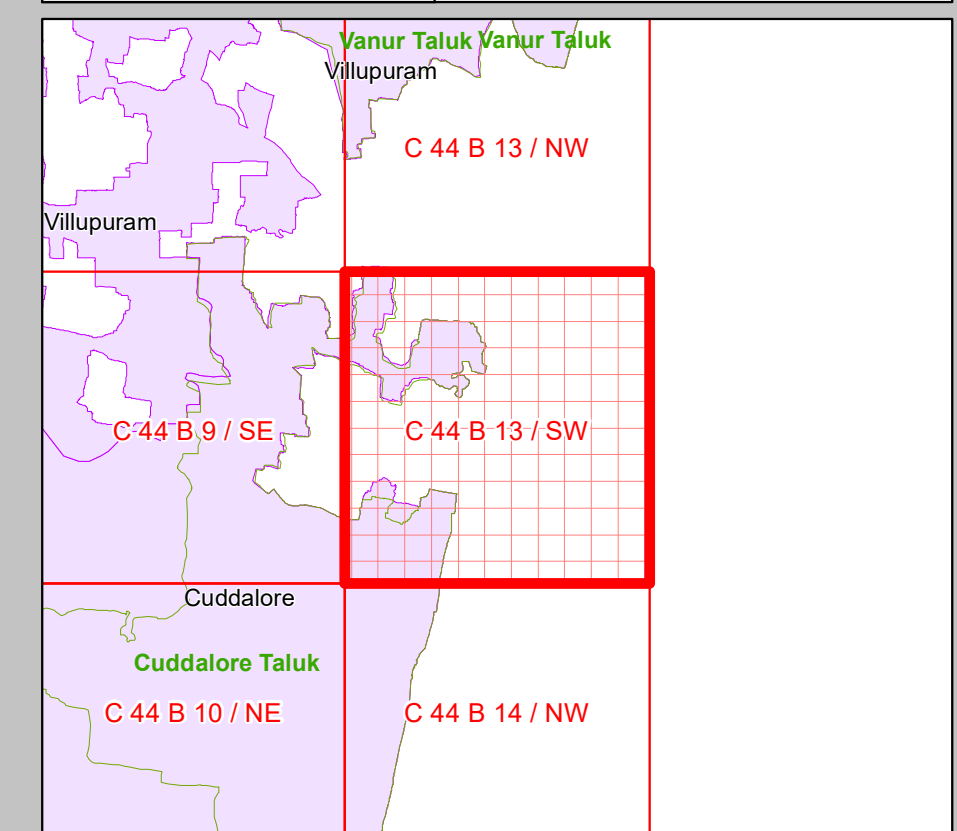 Vanur Taluk Vanur Taluk
Villupuram
C 44 B 13 / NW
Villupuram
C 44 B 9 / SE
C 44 B 13 / SW
Cuddalore
Cuddalore Taluk
C 44 B 10 / NE
C 44 B 14 / NW